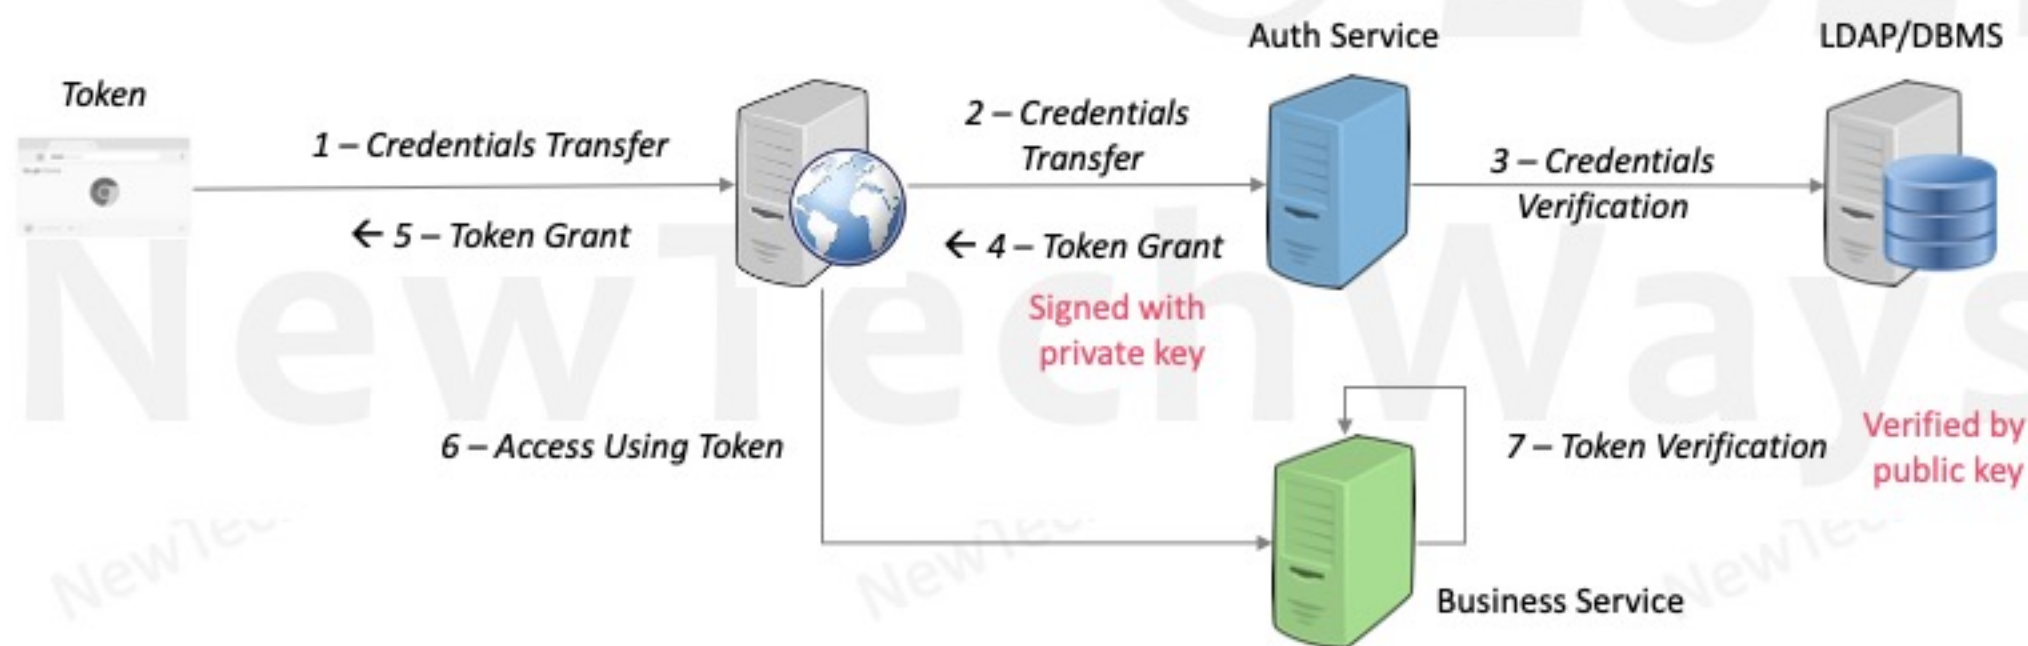 Auth Service
LDAP/DBMS
Token
1 – Credentials Transfer
2 – Credentials
Transfer
3 – Credentials
Verification
← 5 – Token Grant
← 4 – Token Grant
Signed with
private key
6 – Access Using Token
7 – Token Verification
Verified by
public key
Business Service
NewTechWays